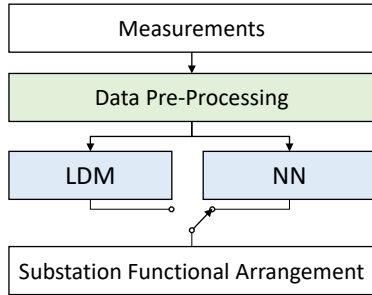 Measurements
Data Pre-Processing
LDM
NN
Substation Functional Arrangement